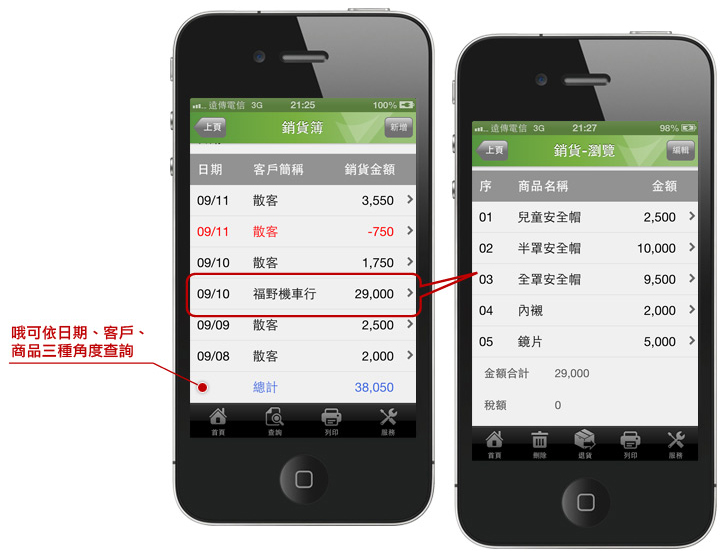 遠傳電信 3G 21:25 100%
上頁 銷貨簿 新增
日期 客戶簡稱 銷貨金額
09/11 散客 3,550
09/11 散客 -750
09/10 散客 1,750
09/10 福野機車行 29,000
09/09 散客 2,500
09/08 散客 2,000
總計 38,050
首頁 查詢 列印 服務
哦可依日期、客戶、
商品三種角度查詢
遠傳電信 3G 21:27 98%
上頁 銷貨-瀏覽 編輯
序 商品名稱 金額
01 兒童安全帽 2,500
02 半罩安全帽 10,000
03 全罩安全帽 9,500
04 內襯 2,000
05 鏡片 5,000
金額合計 29,000
稅額 0
首頁 刪除 退貨 列印 服務